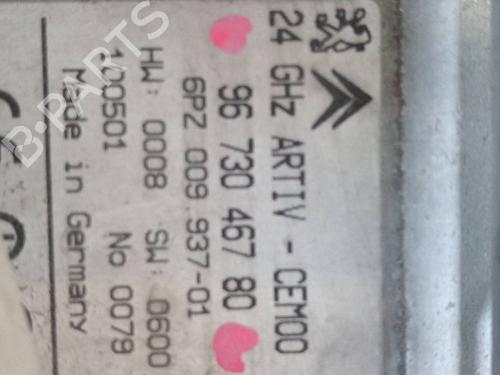 24 GHz ARTIV - CEM00
96 730 467 80
6PZ 009 937-01
HW: 0008 SW: 0600
100501 No 0079
Made in Germany
B-PARTS